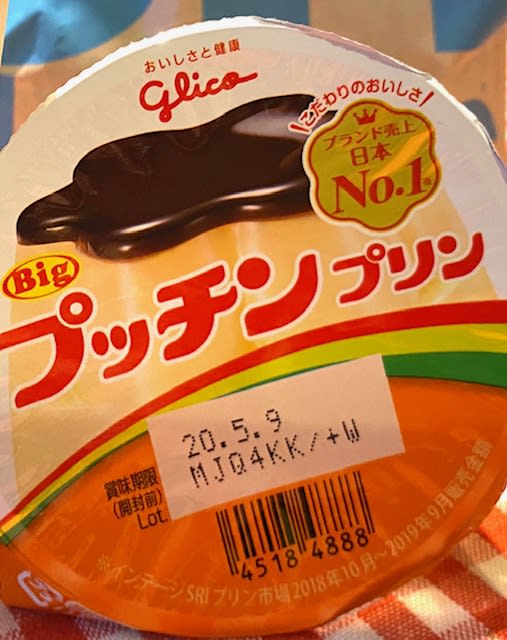 おいしさと健康
glico
こだわりのおいしさ
ブランド売上
日本
No.1※
Big
プッチンプリン
20.5.9
MJQ4KK/+W
賞味期限
(開封前)
Lot.
4518 4888
※インテージSRIプリン市場2018年10月〜2019年9月販売金額